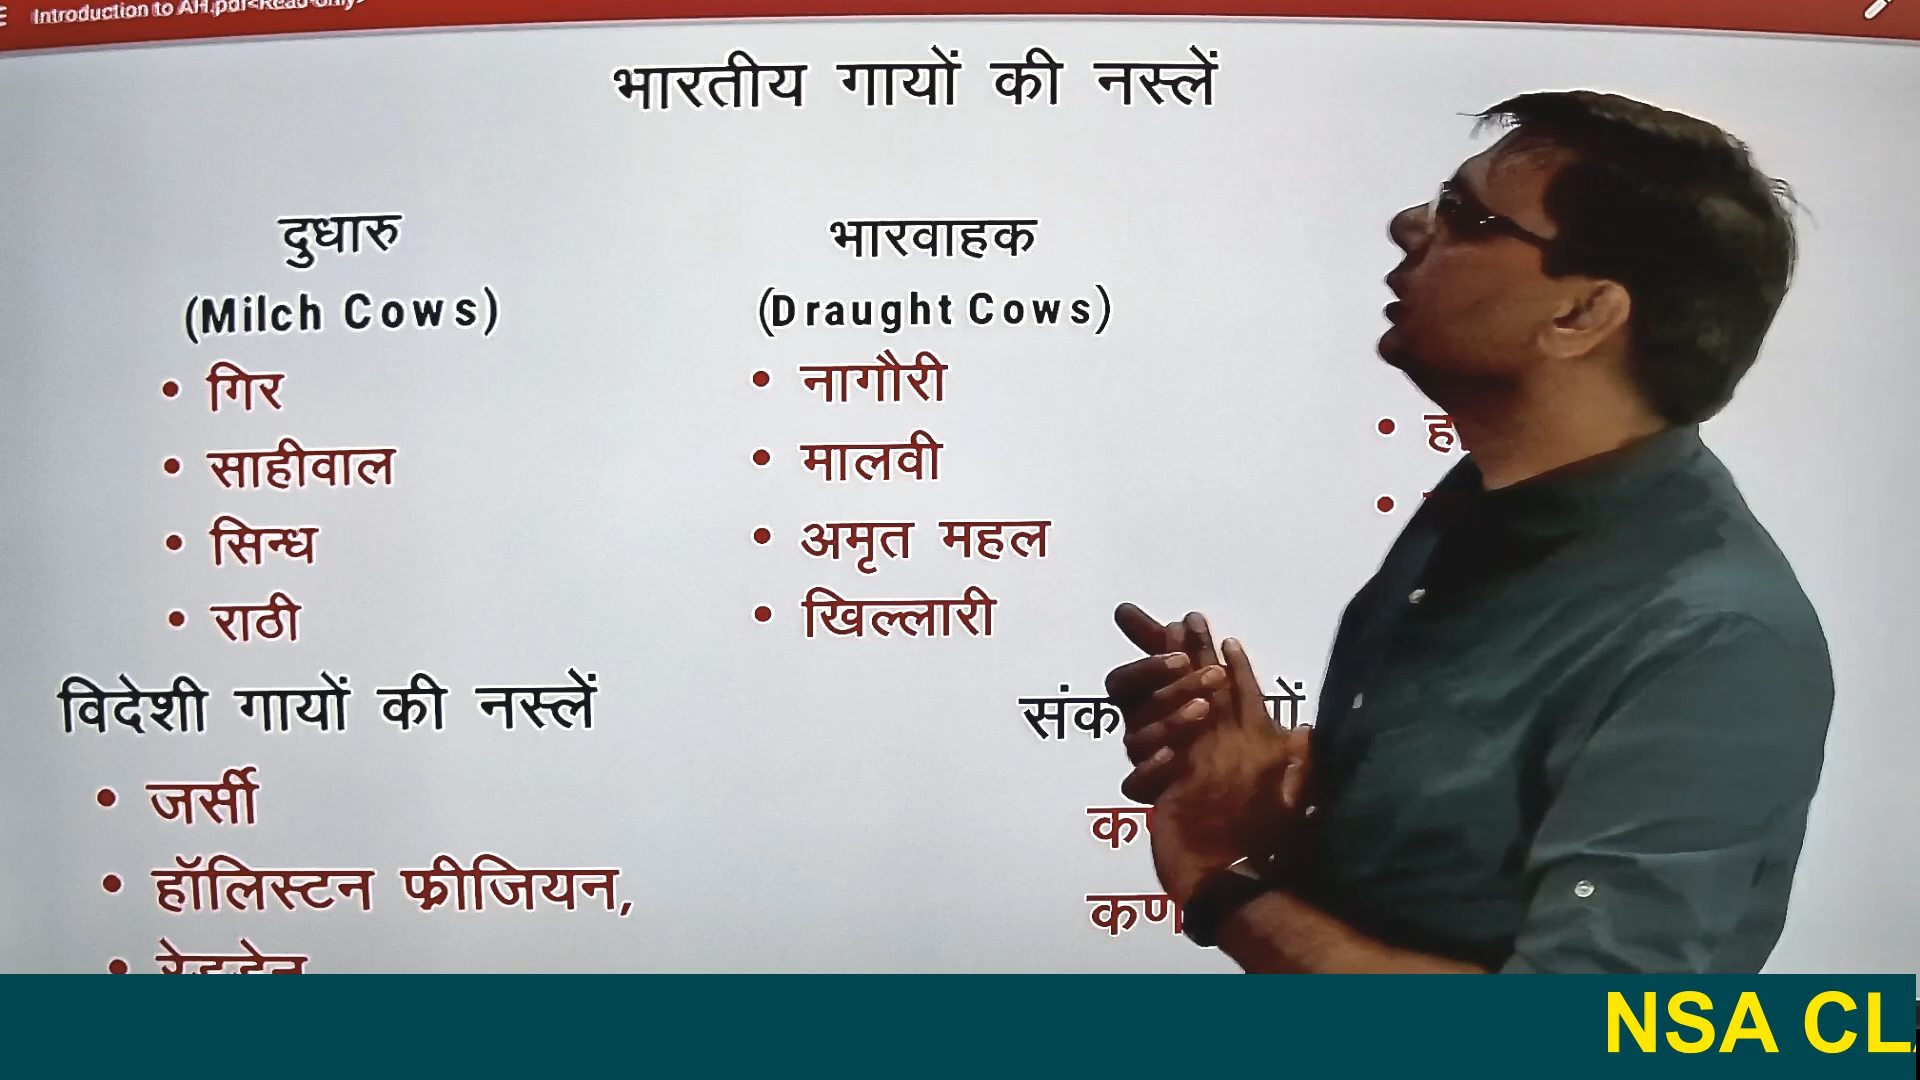 Introduction to AH.pdf<Read-only>
भारतीय गायों की नस्लें
दुधारु
(Milch Cows)
• गिर
• साहीवाल
• सिन्ध
• राठी
भारवाहक
(Draught Cows)
• नागौरी
• मालवी
• अमृत महल
• खिल्लारी
विदेशी गायों की नस्लें
• जर्सी
• हॉलिस्टन फ्रीजियन,
• रेडडेन
NSA CL